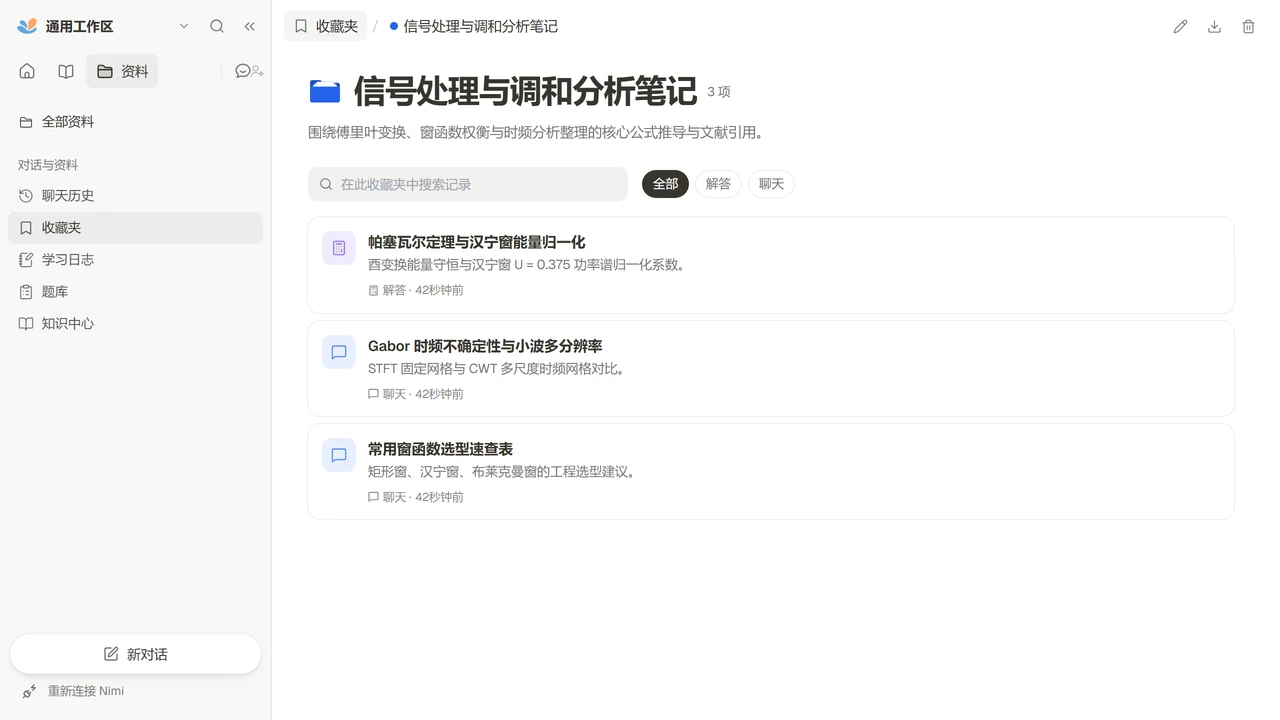 通用工作区
资料
全部资料
对话与资料
聊天历史
收藏夹
学习日志
题库
知识中心
新对话
重新连接 Nimi
收藏夹 / 信号处理与调和分析笔记
信号处理与调和分析笔记 3 项
围绕傅里叶变换、窗函数权衡与时频分析整理的核心公式推导与文献引用。
在此收藏夹中搜索记录
全部 解答 聊天
帕塞瓦尔定理与汉宁窗能量归一化
酉变换能量守恒与汉宁窗 U = 0.375 功率谱归一化系数。
解答 · 42秒钟前
Gabor 时频不确定性与小波多分辨率
STFT 固定网格与 CWT 多尺度时频网格对比。
聊天 · 42秒钟前
常用窗函数选型速查表
矩形窗、汉宁窗、布莱克曼窗的工程选型建议。
聊天 · 42秒钟前